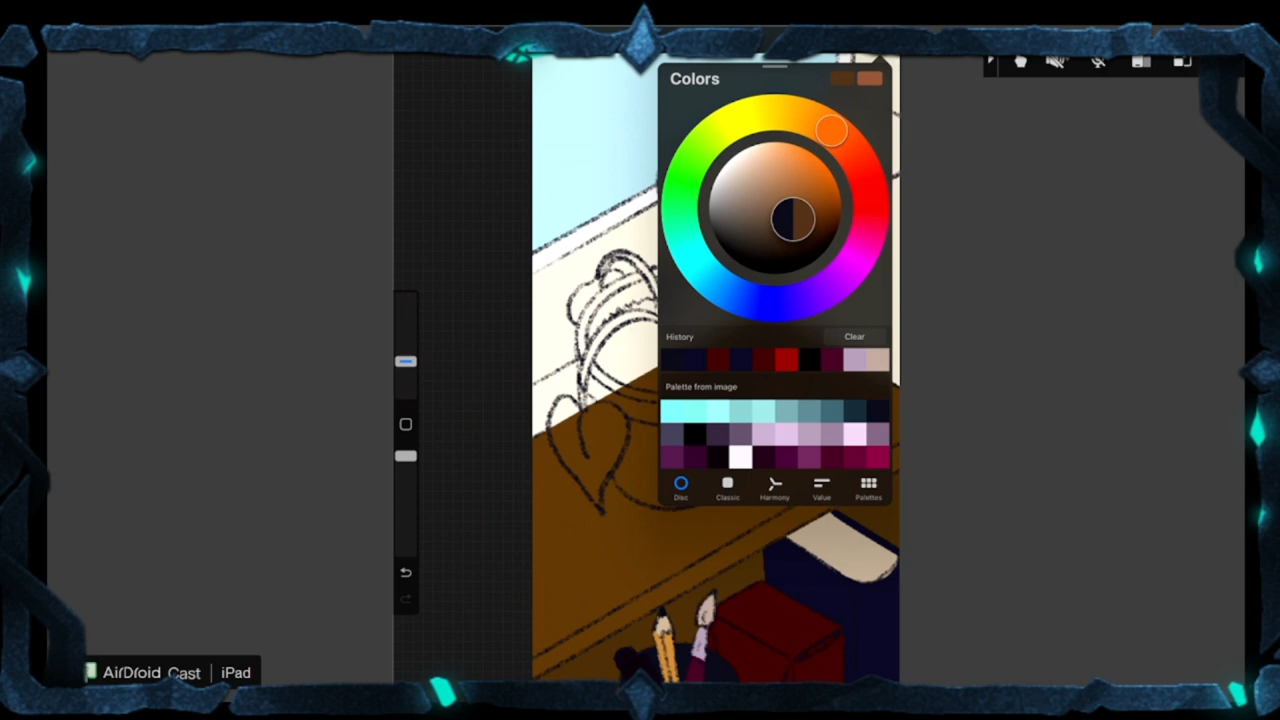 Colors
History
Clear
Palette from image
Disc
Classic
Harmony
Value
Palettes
AirDroid Cast | iPad